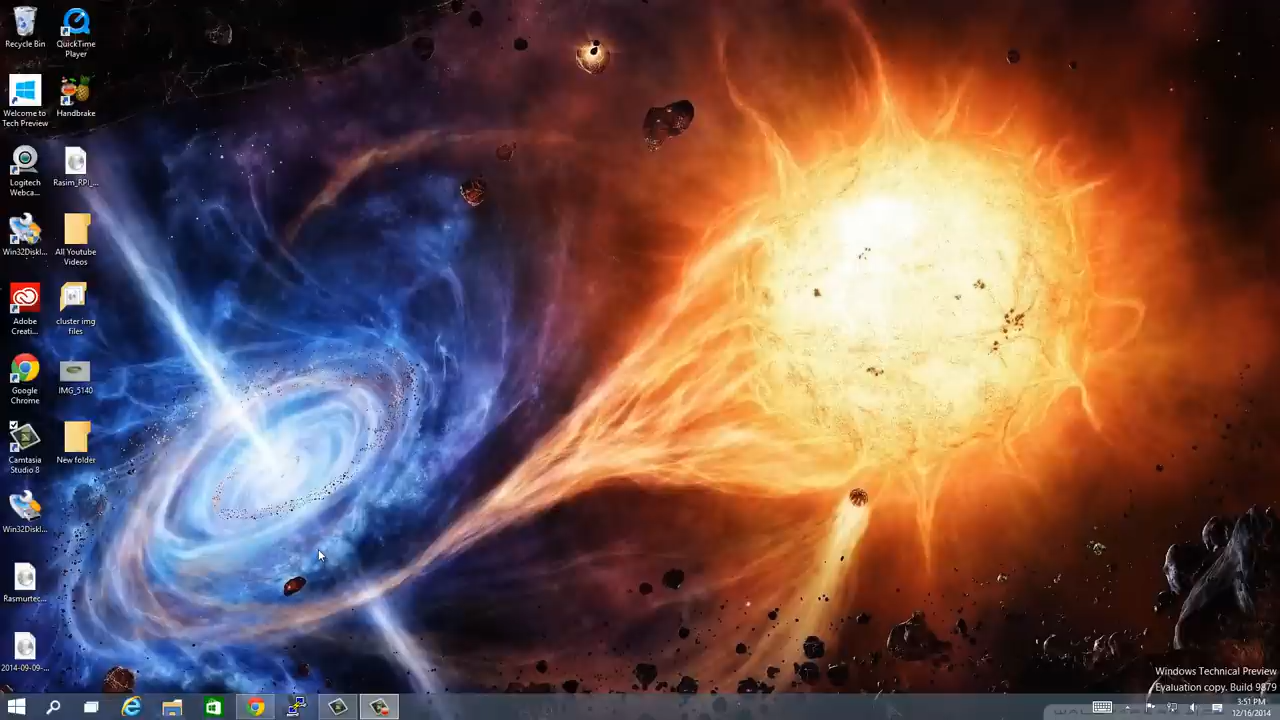 Recycle Bin
QuickTime
Player
Welcome to
Tech Preview
Handbrake
Logitech
Webca...
Rasim_RPI_...
Win32DiskI...
All Youtube
Videos
Adobe
Creati...
cluster img
files
Google
Chrome
IMG_5140
Camtasia
Studio 8
New folder
Win32DiskI...
Rasmurtec...
2014-09-09-...
Windows Technical Preview
Evaluation copy. Build 9879
3:51 PM
12/16/2014